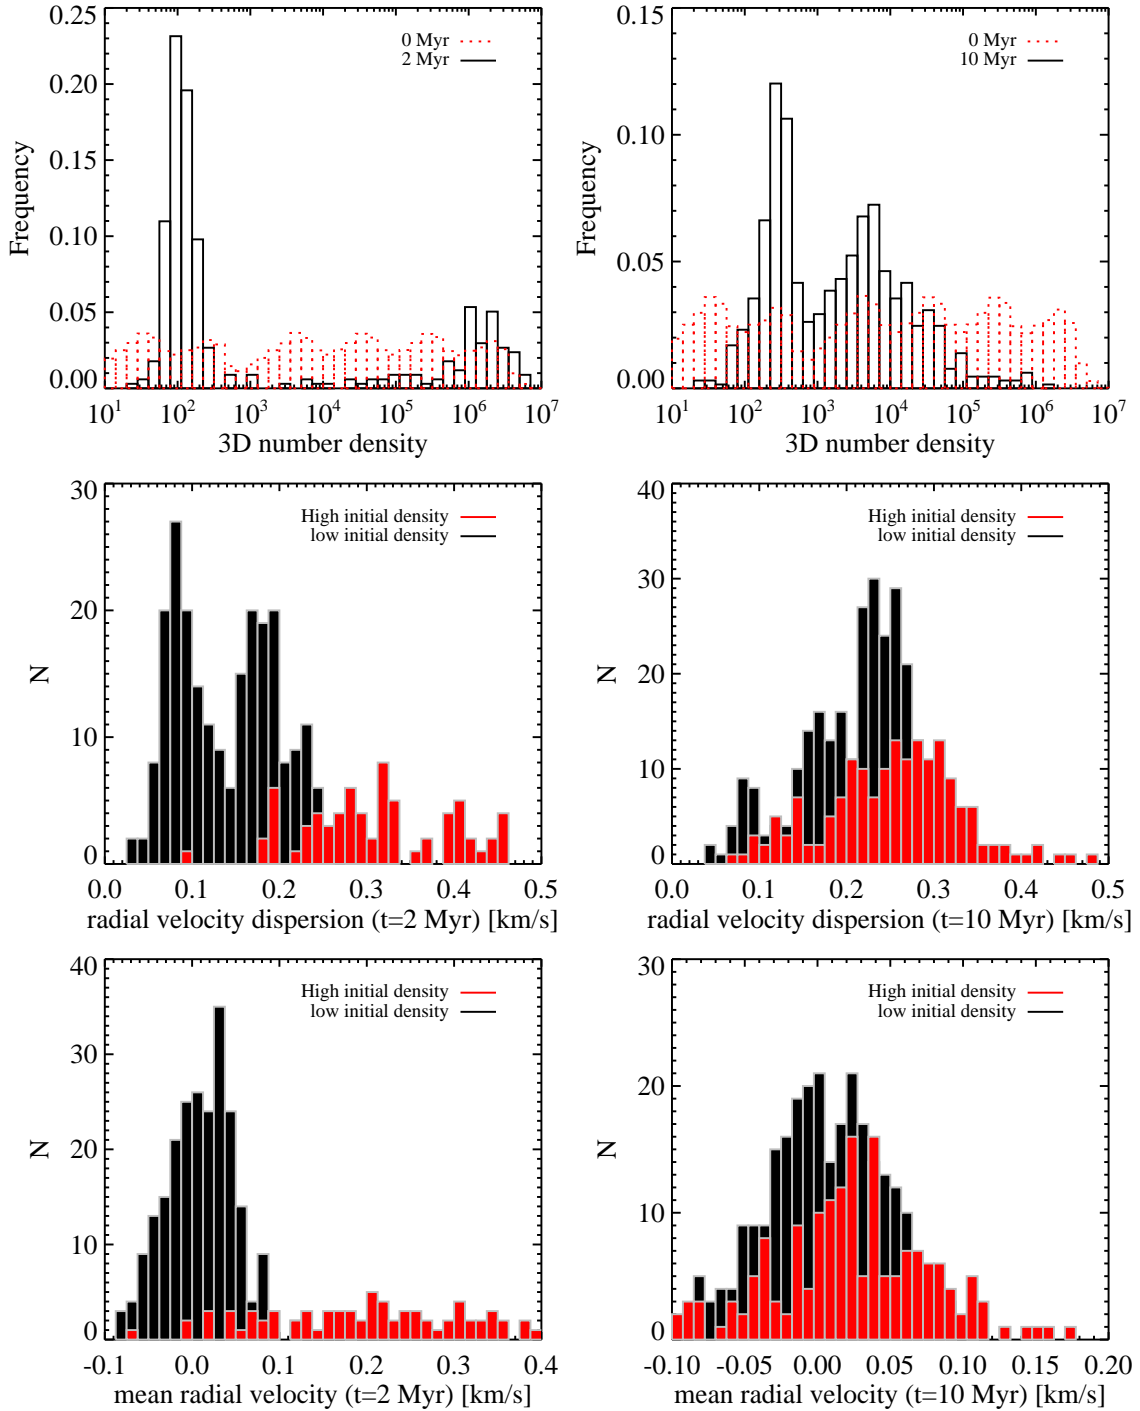 0.25
0.20
0.15
0.10
0.05
0.00
Frequency
0 Myr
2 Myr
10^1 10^2 10^3 10^4 10^5 10^6 10^7
3D number density
0.15
0.10
0.05
0.00
Frequency
0 Myr
10 Myr
10^1 10^2 10^3 10^4 10^5 10^6 10^7
3D number density
30
20
10
0
N
High initial density
low initial density
0.0 0.1 0.2 0.3 0.4 0.5
radial velocity dispersion (t=2 Myr) [km/s]
40
30
20
10
0
N
High initial density
low initial density
0.0 0.1 0.2 0.3 0.4 0.5
radial velocity dispersion (t=10 Myr) [km/s]
40
30
20
10
0
N
High initial density
low initial density
-0.1 0.0 0.1 0.2 0.3 0.4
mean radial velocity (t=2 Myr) [km/s]
30
20
10
0
N
High initial density
low initial density
-0.10 -0.05 0.00 0.05 0.10 0.15 0.20
mean radial velocity (t=10 Myr) [km/s]